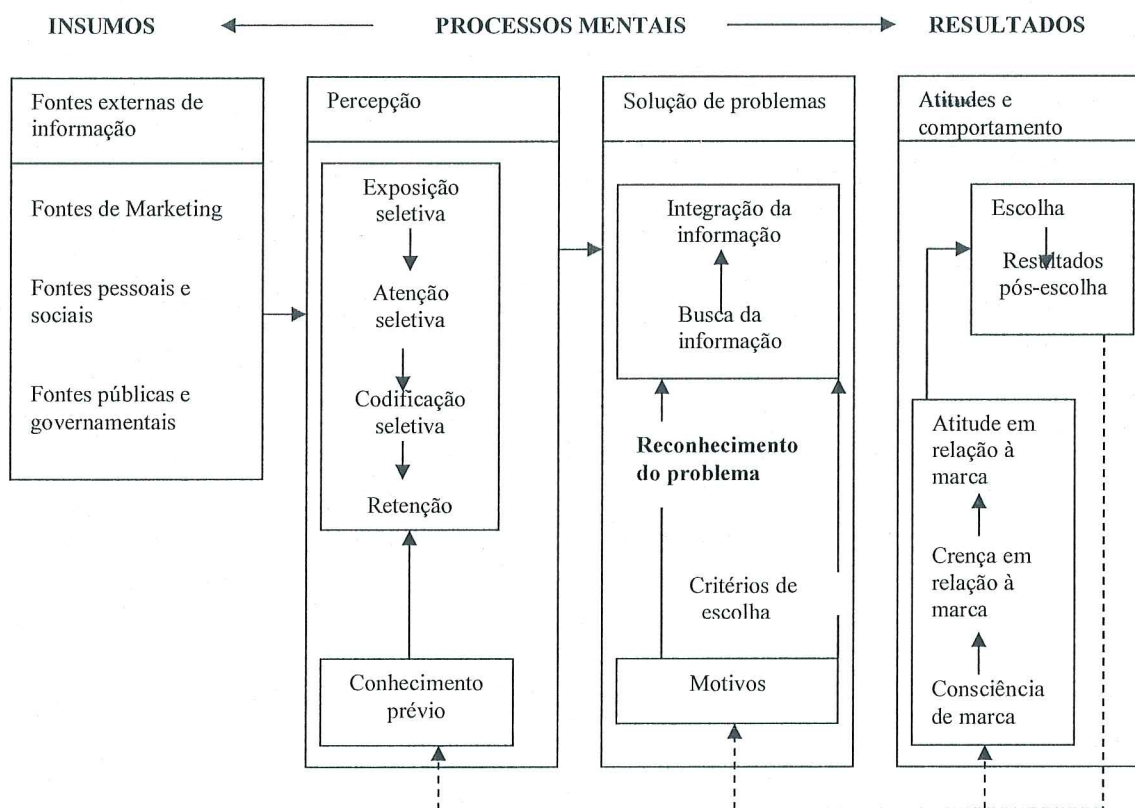 INSUMOS
PROCESSOS MENTAIS
RESULTADOS
Fontes externas de
informação
Fontes de Marketing
Fontes pessoais e
sociais
Fontes públicas e
governamentais
Percepção
Exposição
seletiva
Atenção
seletiva
Codificação
seletiva
Retenção
Conhecimento
prévio
Solução de problemas
Integração da
informação
Busca da
informação
Reconhecimento
do problema
Critérios de
escolha
Motivos
Atitudes e
comportamento
Escolha
Resultados
pós-escolha
Atitude em
relação à
marca
Crença em
relação à
marca
Consciência
de marca